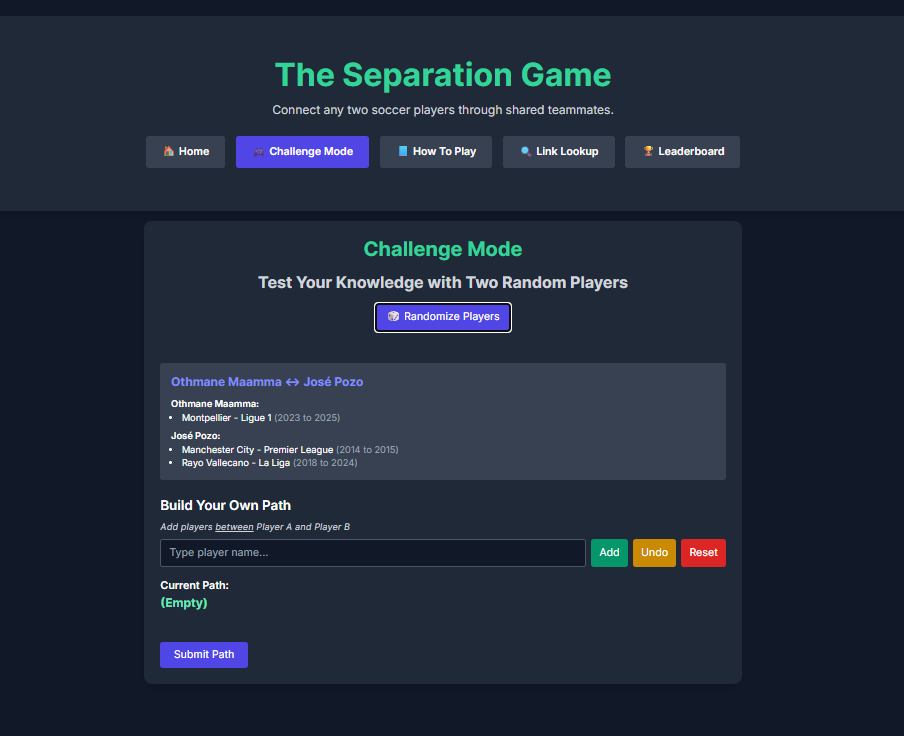 The Separation Game
Connect any two soccer players through shared teammates.
🏠 Home
🎮 Challenge Mode
📘 How To Play
🔍 Link Lookup
🏆 Leaderboard
Challenge Mode
Test Your Knowledge with Two Random Players
🎲 Randomize Players
Othmane Maamma ↔ José Pozo
Othmane Maamma:
• Montpellier - Ligue 1 (2023 to 2025)
José Pozo:
• Manchester City - Premier League (2014 to 2015)
• Rayo Vallecano - La Liga (2018 to 2024)
Build Your Own Path
Add players between Player A and Player B
Type player name...
Add
Undo
Reset
Current Path:
(Empty)
Submit Path